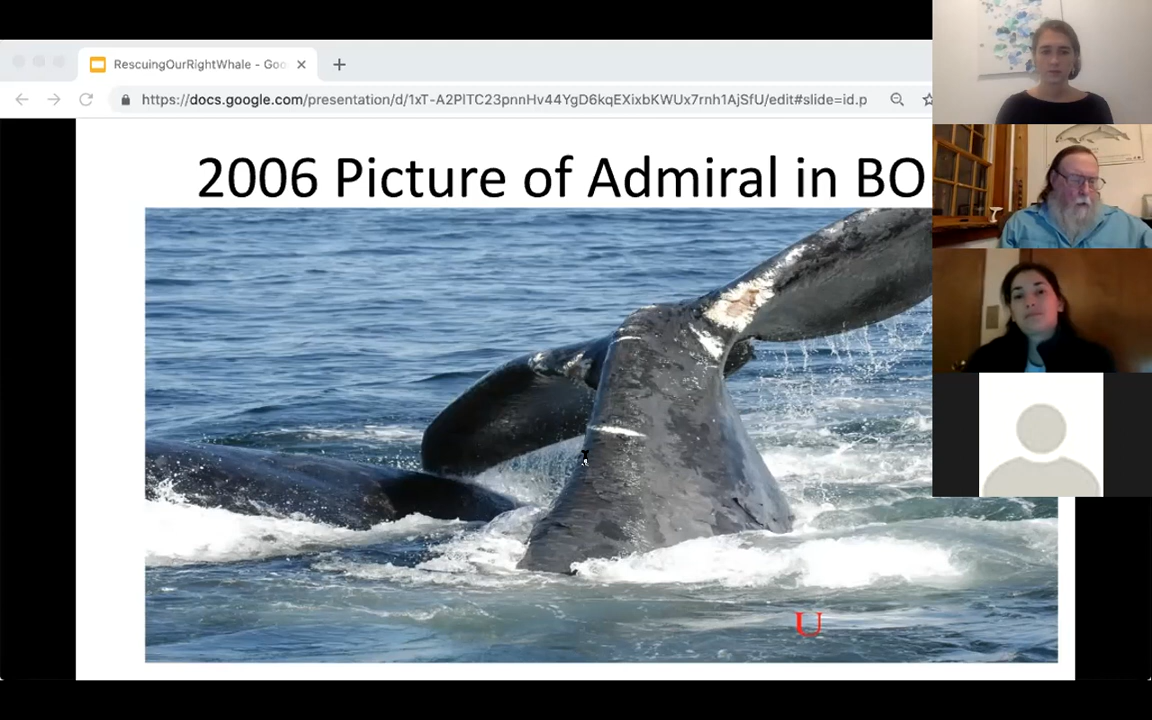 RescuingOurRightWhale - Goo
https://docs.google.com/presentation/d/1xT-A2PITC23pnnHv44YgD6kqEXixbKWUx7rnh1AjSfU/edit#slide=id.p
2006 Picture of Admiral in BO
U